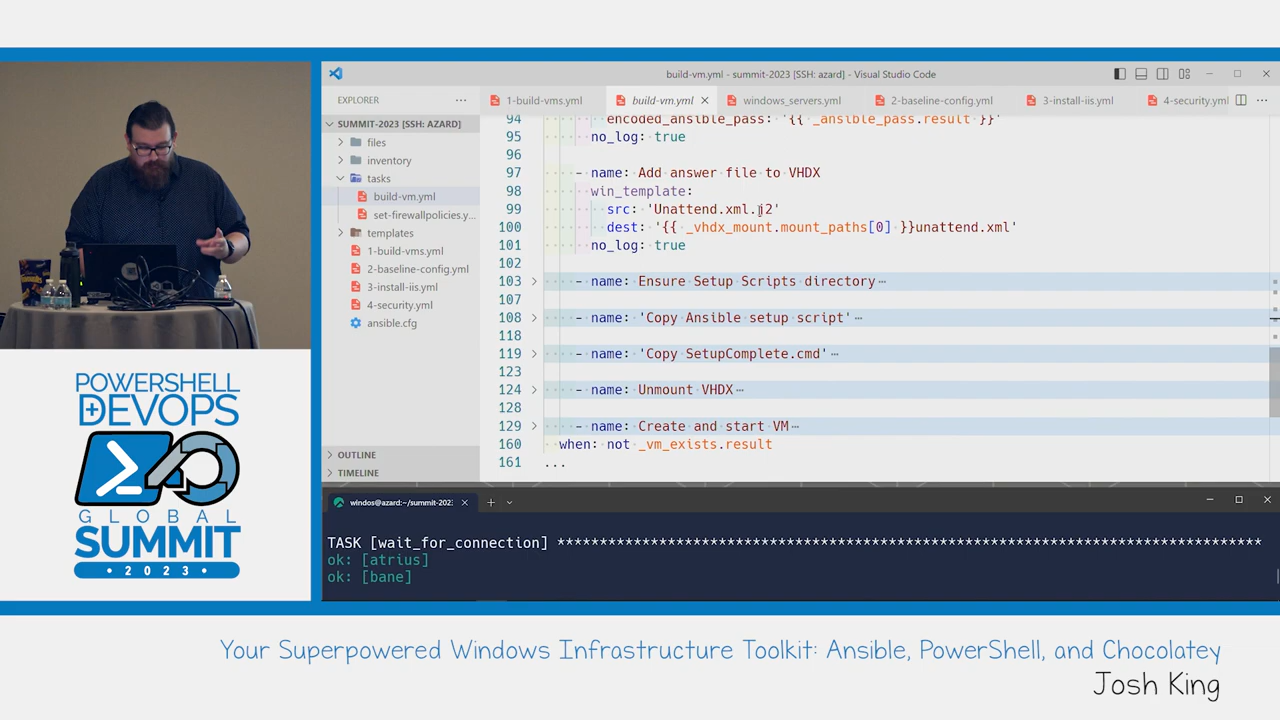 build-vm.yml - summit-2023 [SSH: azard] - Visual Studio Code
EXPLORER
SUMMIT-2023 [SSH: AZARD]
files
inventory
tasks
build-vm.yml
set-firewallpolicies.y...
templates
1-build-vms.yml
2-baseline-config.yml
3-install-iis.yml
4-security.yml
ansible.cfg
OUTLINE
TIMELINE
1-build-vms.yml build-vm.yml windows_servers.yml 2-baseline-config.yml 3-install-iis.yml 4-security.yml
94 encoded_ansible_pass: '{{ _ansible_pass.result }}'
95 no_log: true
96
97 - name: Add answer file to VHDX
98 win_template:
99 src: 'Unattend.xml.j2'
100 dest: '{{ _vhdx_mount.mount_paths[0] }}unattend.xml'
101 no_log: true
102
103 - name: Ensure Setup Scripts directory
107
108 - name: 'Copy Ansible setup script'
118
119 - name: 'Copy SetupComplete.cmd'
123
124 - name: Unmount VHDX
128
129 - name: Create and start VM
160 when: not _vm_exists.result
161 ...
windos@azard:~/summit-202
TASK [wait_for_connection] *****************************************************************************************
ok: [atrius]
ok: [bane]
POWERSHELL
+DEVOPS
GLOBAL
SUMMIT
• 2 0 2 3 •
Your Superpowered Windows Infrastructure Toolkit: Ansible, PowerShell, and Chocolatey
Josh King